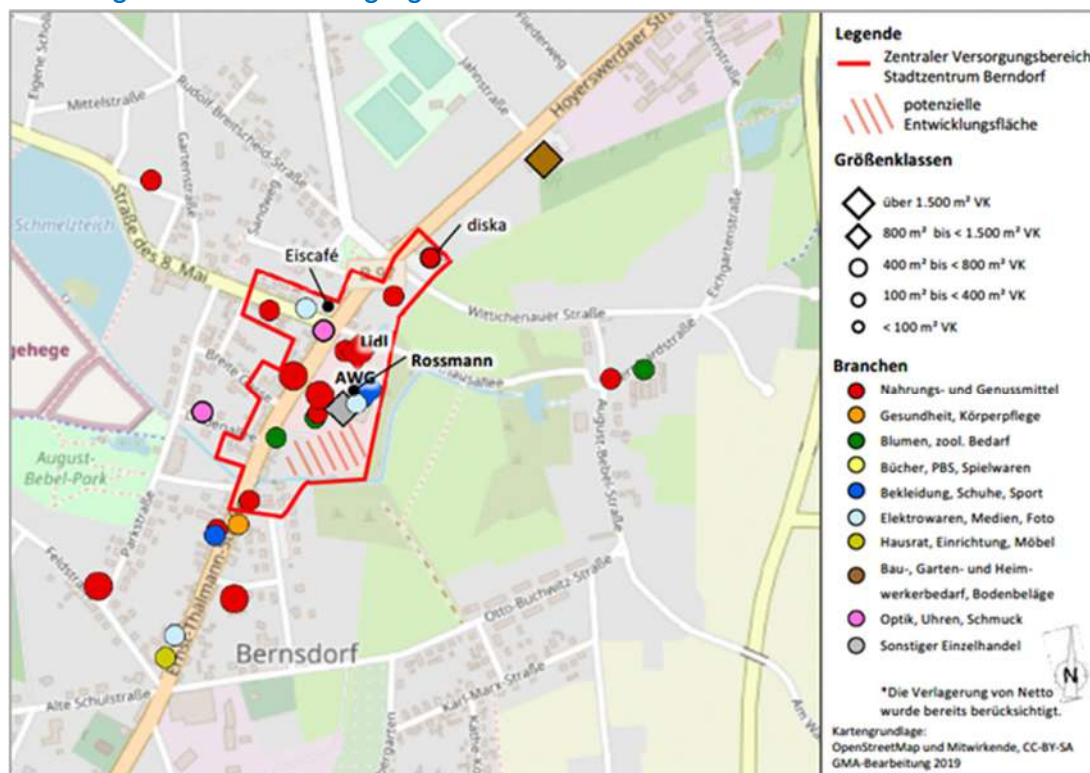 Eigene Scholle
Mittelstraße
Rudolf-Breitscheid-Straße
Gartenstraße
Sandweg
Fliederweg
Jahnstraße
Hoyerswerdaer Straße
Gartenstraße
Eichgartenstraße
Schmelzteich
Straße des 8. Mai
Eiscafé
diska
Wittichenauer Straße
Lidl
Rossmann
AWG
gehege
August-
Bebel-Park
Parkstraße
August-Bebel-Straße
Feldstraße
Ernst-Thälmann-Str
Otto-Buchwitz-Straße
Bernsdorf
Karl-Marx-Straße
Alte Schulstraße
Am Wa
Legende
Zentraler Versorgungsbereich
Stadtzentrum Berndorf
potenzielle
Entwicklungsfläche
Größenklassen
über 1.500 m² VK
800 m² bis < 1.500 m² VK
400 m² bis < 800 m² VK
100 m² bis < 400 m² VK
< 100 m² VK
Branchen
Nahrungs- und Genussmittel
Gesundheit, Körperpflege
Blumen, zool. Bedarf
Bücher, PBS, Spielwaren
Bekleidung, Schuhe, Sport
Elektrowaren, Medien, Foto
Hausrat, Einrichtung, Möbel
Bau-, Garten- und Heim-
werkerbedarf, Bodenbeläge
Optik, Uhren, Schmuck
Sonstiger Einzelhandel
N
*Die Verlagerung von Netto
wurde bereits berücksichtigt.
Kartengrundlage:
OpenStreetMap und Mitwirkende, CC-BY-SA
GMA-Bearbeitung 2019